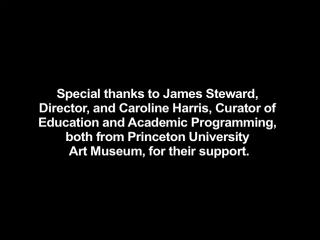 Special thanks to James Steward,
Director, and Caroline Harris, Curator of
Education and Academic Programming,
both from Princeton University
Art Museum, for their support.